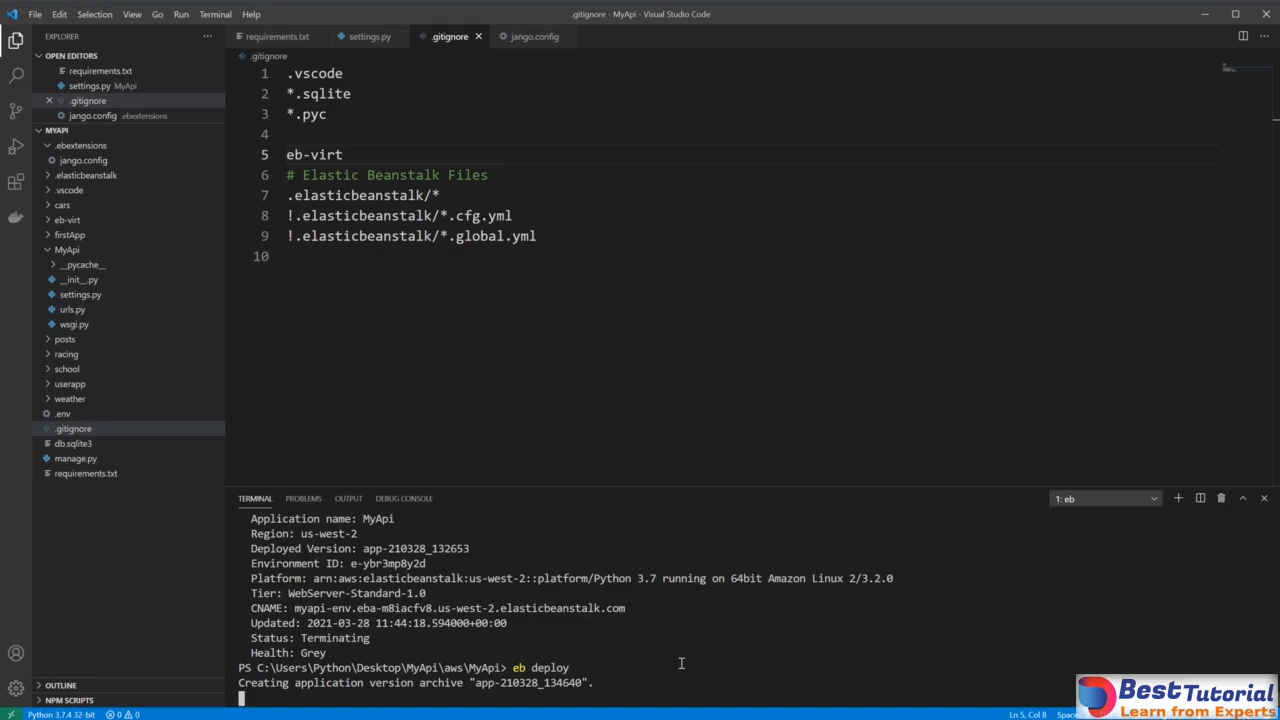 File Edit Selection View Go Run Terminal Help
.gitignore - MyApi - Visual Studio Code
EXPLORER
OPEN EDITORS
requirements.txt
settings.py MyApi
.gitignore
jango.config .ebextensions
MYAPI
.ebextensions
jango.config
.elasticbeanstalk
.vscode
cars
eb-virt
firstApp
MyApi
__pycache__
__init__.py
settings.py
urls.py
wsgi.py
posts
racing
school
userapp
weather
.env
.gitignore
db.sqlite3
manage.py
requirements.txt
OUTLINE
NPM SCRIPTS
requirements.txt settings.py .gitignore jango.config
.gitignore
1 .vscode
2 *.sqlite
3 *.pyc
4
5 eb-virt
6 # Elastic Beanstalk Files
7 .elasticbeanstalk/*
8 !.elasticbeanstalk/*.cfg.yml
9 !.elasticbeanstalk/*.global.yml
10
TERMINAL PROBLEMS OUTPUT DEBUG CONSOLE
1: eb
Application name: MyApi
Region: us-west-2
Deployed Version: app-210328_132653
Environment ID: e-ybr3mp8y2d
Platform: arn:aws:elasticbeanstalk:us-west-2::platform/Python 3.7 running on 64bit Amazon Linux 2/3.2.0
Tier: WebServer-Standard-1.0
CNAME: myapi-env.eba-m8iacfv8.us-west-2.elasticbeanstalk.com
Updated: 2021-03-28 11:44:18.594000+00:00
Status: Terminating
Health: Grey
PS C:\Users\Python\Desktop\MyApi\aws\MyApi> eb deploy
Creating application version archive "app-210328_134640".
Python 3.7.4 32-bit 0 0
Ln 5, Col 8
BestTutorial
Learn from Experts